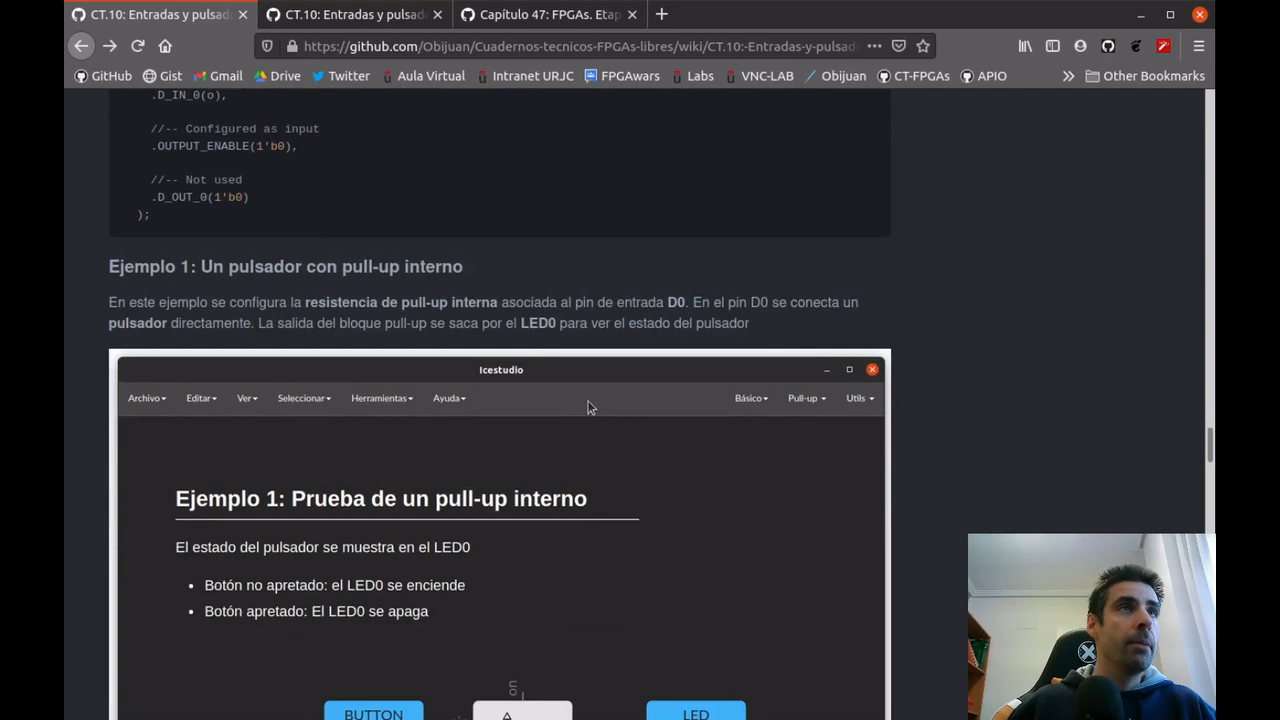 CT.10: Entradas y pulsad
CT.10: Entradas y pulsad
Capítulo 47: FPGAs. Etap
https://github.com/Obijuan/Cuadernos-tecnicos-FPGAs-libres/wiki/CT.10:-Entradas-y-pulsad
GitHub Gist Gmail Drive Twitter Aula Virtual Intranet URJC FPGAwars Labs VNC-LAB Obijuan CT-FPGAs APIO Other Bookmarks
.D_IN_0(o),
//-- Configured as input
.OUTPUT_ENABLE(1'b0),
//-- Not used
.D_OUT_0(1'b0)
);
Ejemplo 1: Un pulsador con pull-up interno
En este ejemplo se configura la resistencia de pull-up interna asociada al pin de entrada D0. En el pin D0 se conecta un
pulsador directamente. La salida del bloque pull-up se saca por el LED0 para ver el estado del pulsador
Icestudio
Archivo Editar Ver Seleccionar Herramientas Ayuda Básico Pull-up Utils
Ejemplo 1: Prueba de un pull-up interno
El estado del pulsador se muestra en el LED0
• Botón no apretado: el LED0 se enciende
• Botón apretado: El LED0 se apaga
on
BUTTON
LED